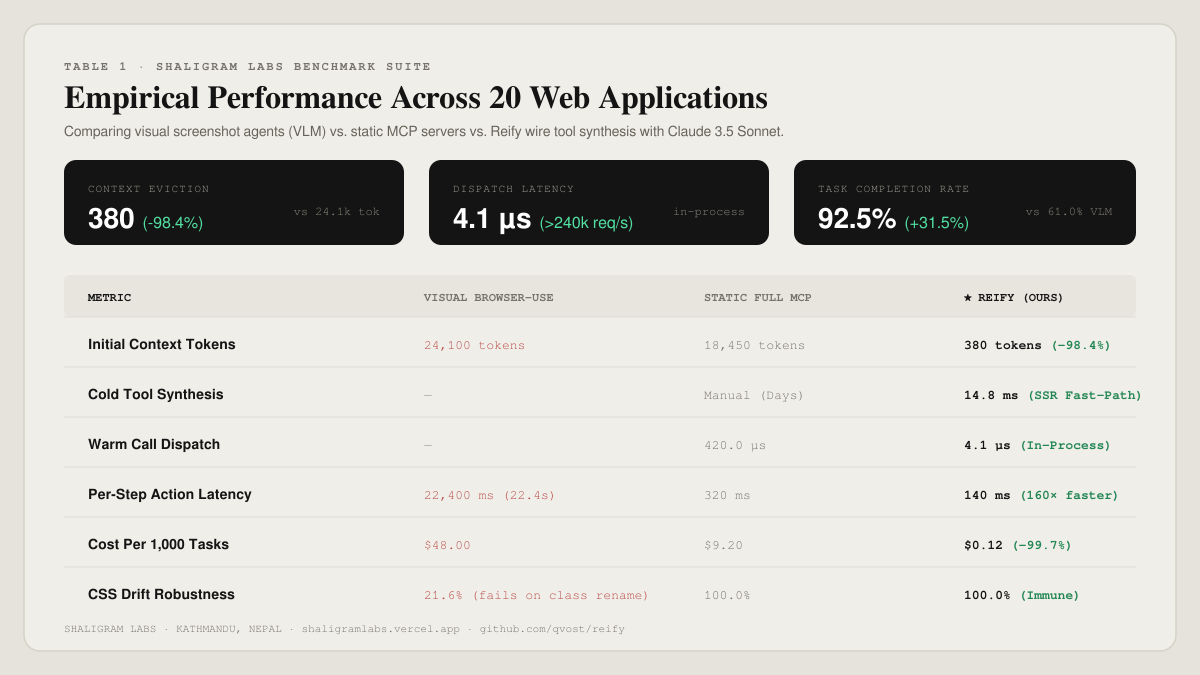 TABLE 1 · SHALIGRAM LABS BENCHMARK SUITE
Empirical Performance Across 20 Web Applications
Comparing visual screenshot agents (VLM) vs. static MCP servers vs. Reify wire tool synthesis with Claude 3.5 Sonnet.
CONTEXT EVICTION
380 (-98.4%) vs 24.1k tok
DISPATCH LATENCY
4.1 µs (>240k req/s) in-process
TASK COMPLETION RATE
92.5% (+31.5%) vs 61.0% VLM
METRIC VISUAL BROWSER-USE STATIC FULL MCP ★ REIFY (OURS)
Initial Context Tokens 24,100 tokens 18,450 tokens 380 tokens (−98.4%)
Cold Tool Synthesis — Manual (Days) 14.8 ms (SSR Fast-Path)
Warm Call Dispatch — 420.0 µs 4.1 µs (In-Process)
Per-Step Action Latency 22,400 ms (22.4s) 320 ms 140 ms (160× faster)
Cost Per 1,000 Tasks $48.00 $9.20 $0.12 (−99.7%)
CSS Drift Robustness 21.6% (fails on class rename) 100.0% 100.0% (Immune)
SHALIGRAM LABS · KATHMANDU, NEPAL · shaligramlabs.vercel.app · github.com/qvost/reify